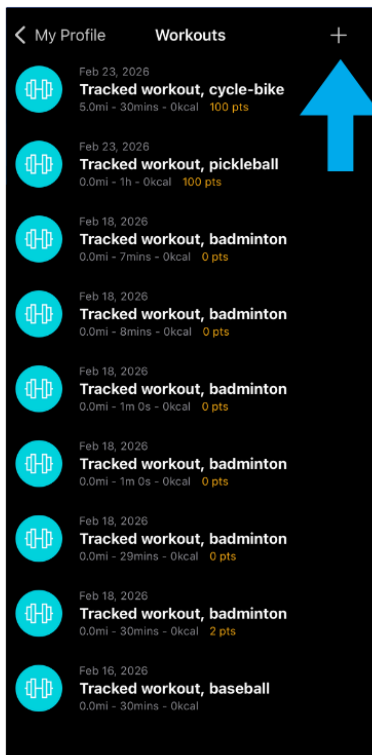 My Profile Workouts +
Feb 23, 2026
Tracked workout, cycle-bike
5.0mi - 30mins - 0kcal 100 pts
Feb 23, 2026
Tracked workout, pickleball
0.0mi - 1h - 0kcal 100 pts
Feb 18, 2026
Tracked workout, badminton
0.0mi - 7mins - 0kcal 0 pts
Feb 18, 2026
Tracked workout, badminton
0.0mi - 8mins - 0kcal 0 pts
Feb 18, 2026
Tracked workout, badminton
0.0mi - 1m 0s - 0kcal 0 pts
Feb 18, 2026
Tracked workout, badminton
0.0mi - 1m 0s - 0kcal 0 pts
Feb 18, 2026
Tracked workout, badminton
0.0mi - 29mins - 0kcal 0 pts
Feb 18, 2026
Tracked workout, badminton
0.0mi - 30mins - 0kcal 2 pts
Feb 16, 2026
Tracked workout, baseball
0.0mi - 30mins - 0kcal